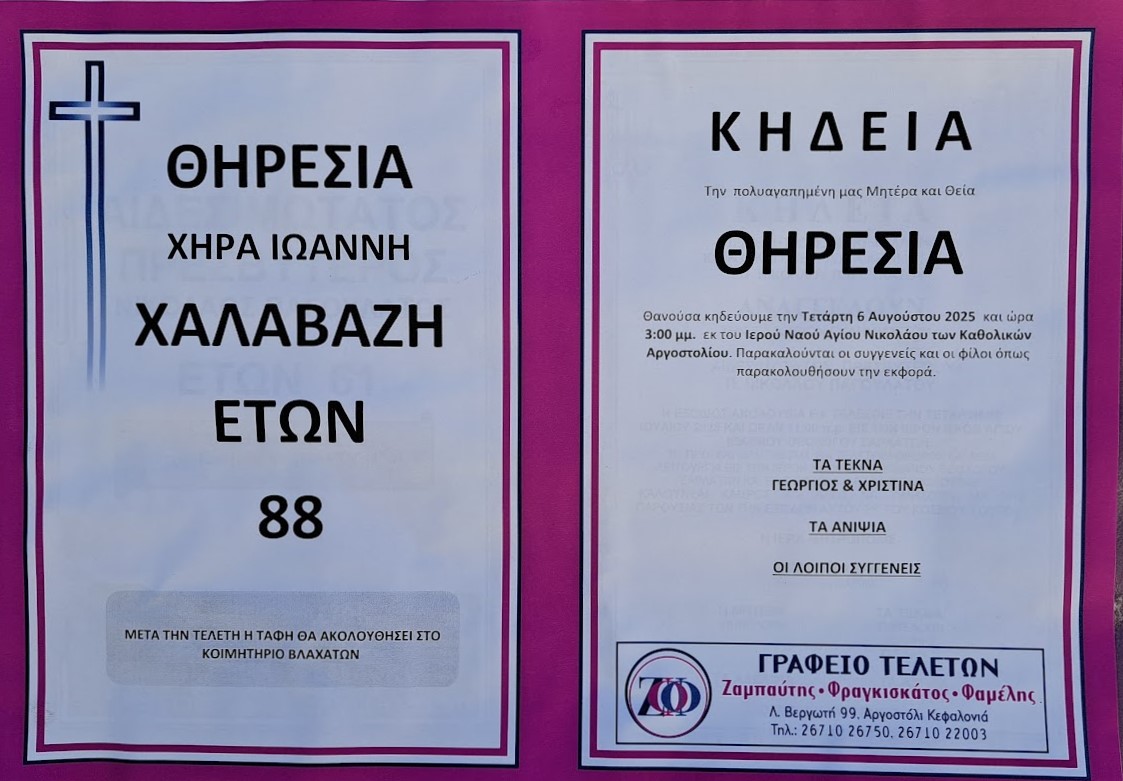 ΘΗΡΕΣΙΑ
ΧΗΡΑ ΙΩΑΝΝΗ
ΧΑΛΑΒΑΖΗ
ΕΤΩΝ
88
ΜΕΤΑ ΤΗΝ ΤΕΛΕΤΗ Η ΤΑΦΗ ΘΑ ΑΚΟΛΟΥΘΗΣΕΙ ΣΤΟ
ΚΟΙΜΗΤΗΡΙΟ ΒΛΑΧΑΤΩΝ
ΚΗΔΕΙΑ
Την πολυαγαπημένη μας Μητέρα και Θεία
ΘΗΡΕΣΙΑ
Θανούσα κηδεύουμε την Τετάρτη 6 Αυγούστου 2025 και ώρα
3:00 μμ. εκ του Ιερού Ναού Αγίου Νικολάου των Καθολικών
Αργοστολίου. Παρακαλούνται οι συγγενείς και οι φίλοι όπως
παρακολουθήσουν την εκφορά.
ΤΑ ΤΕΚΝΑ
ΓΕΩΡΓΙΟΣ & ΧΡΙΣΤΙΝΑ
ΤΑ ΑΝΙΨΙΑ
ΟΙ ΛΟΙΠΟΙ ΣΥΓΓΕΝΕΙΣ
ΖΦΦ
ΓΡΑΦΕΙΟ ΤΕΛΕΤΩΝ
Ζαμπαύτης • Φραγκισκάτος • Φαμέλης
Λ. Βεργωτή 99, Αργοστόλι Κεφαλονιά
Τηλ.: 26710 26750, 26710 22003